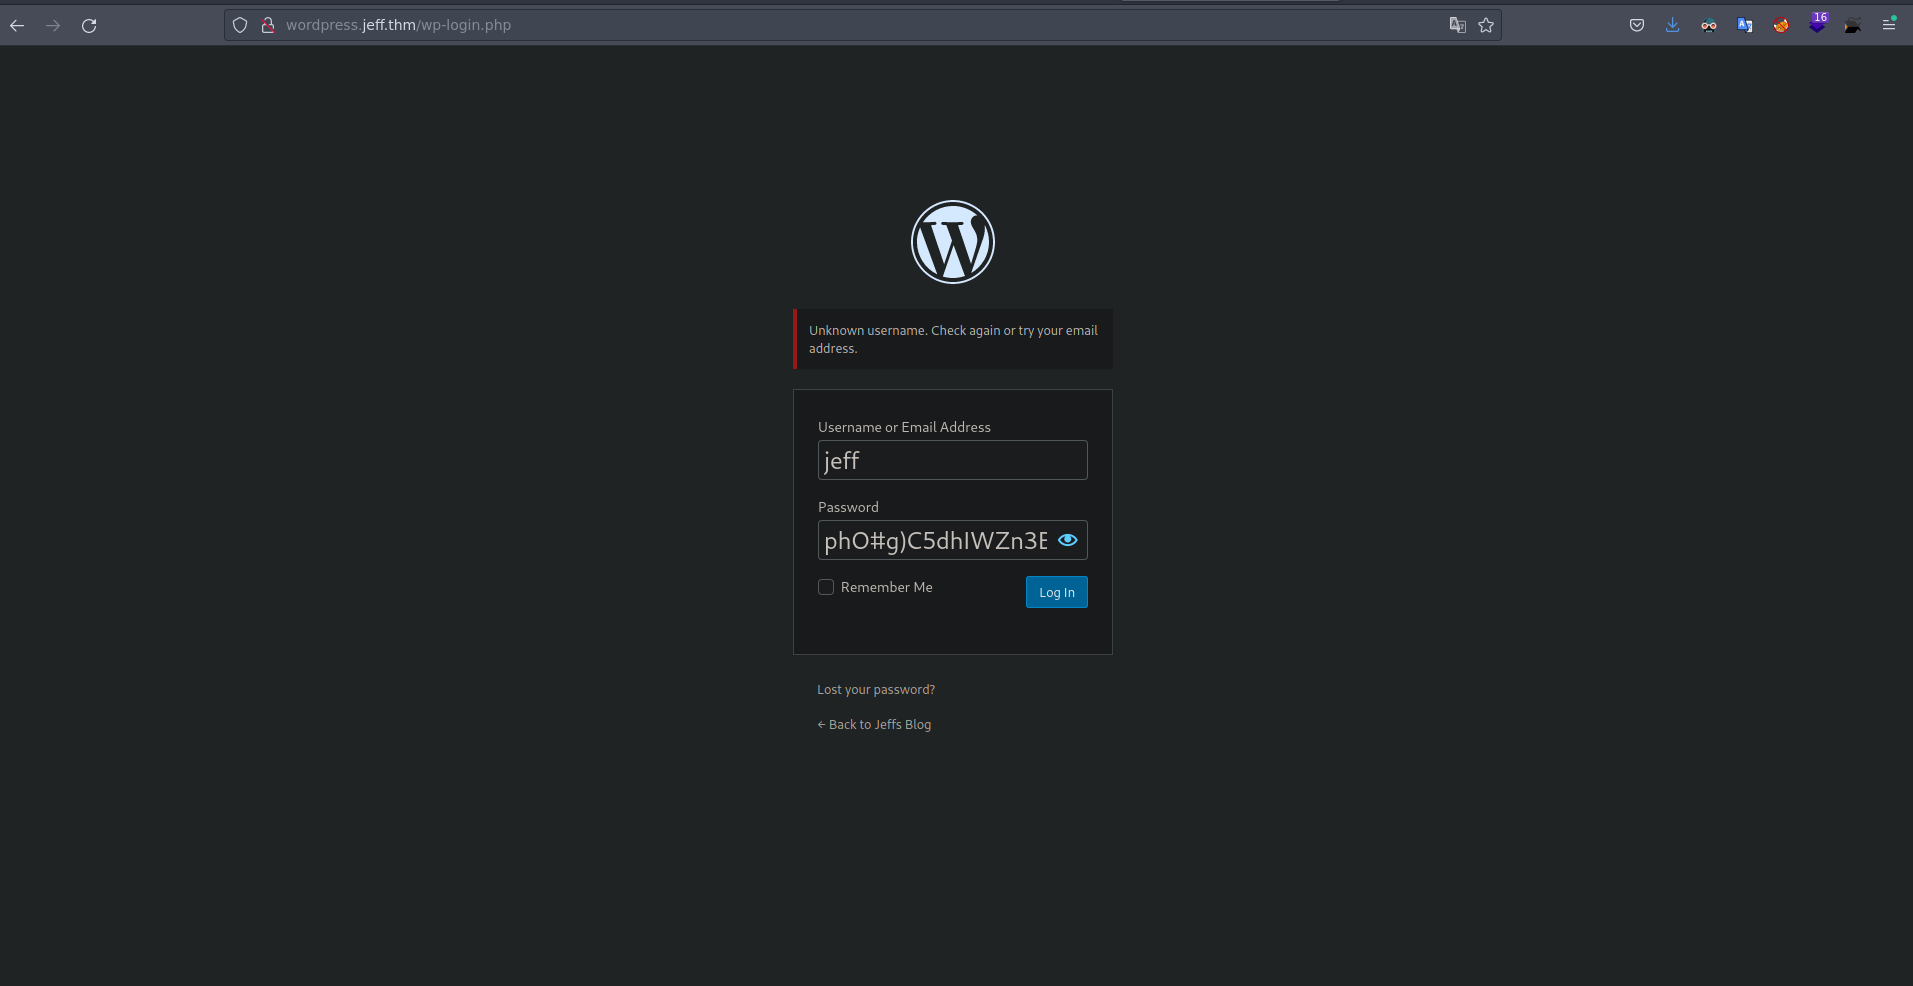 wordpress.jeff.thm/wp-login.php
16
Unknown username. Check again or try your email
address.
Username or Email Address
jeff
Password
phO#g)C5dhIWZn3B
Remember Me
Log In
Lost your password?
← Back to Jeffs Blog